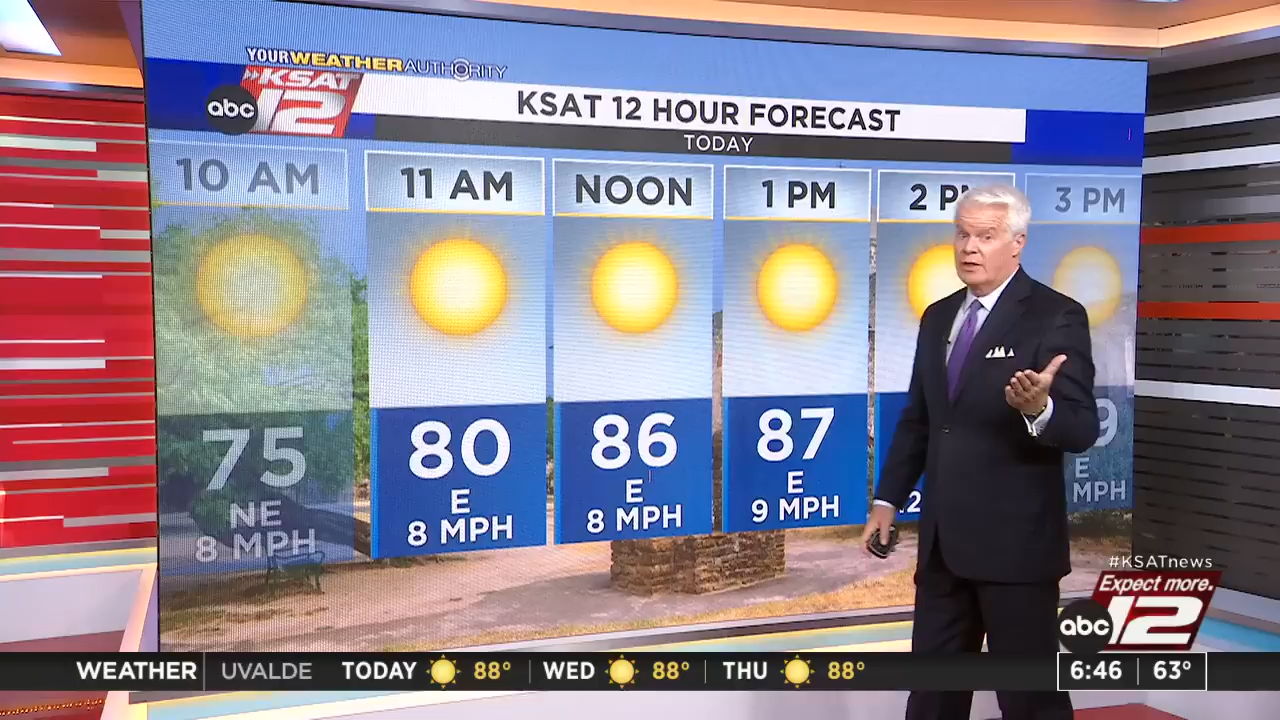 YOUR WEATHER AUTHORITY
KSAT
abc 12
KSAT 12 HOUR FORECAST
TODAY
10 AM 11 AM NOON 1 PM 2 PM 3 PM
75 80 86 87
NE E E E E
8 MPH 8 MPH 8 MPH 9 MPH MPH
#KSATnews
Expect more.
abc 12
WEATHER UVALDE TODAY 88° WED 88° THU 88° 6:46 63°